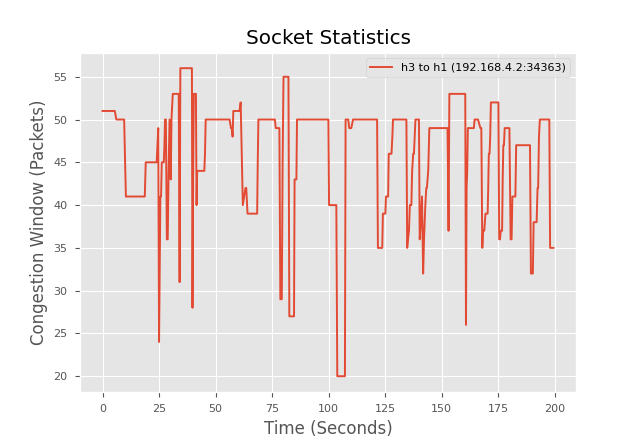 Socket Statistics
h3 to h1 (192.168.4.2:34363)
Congestion Window (Packets)
55
50
45
40
35
30
25
20
0 25 50 75 100 125 150 175 200
Time (Seconds)